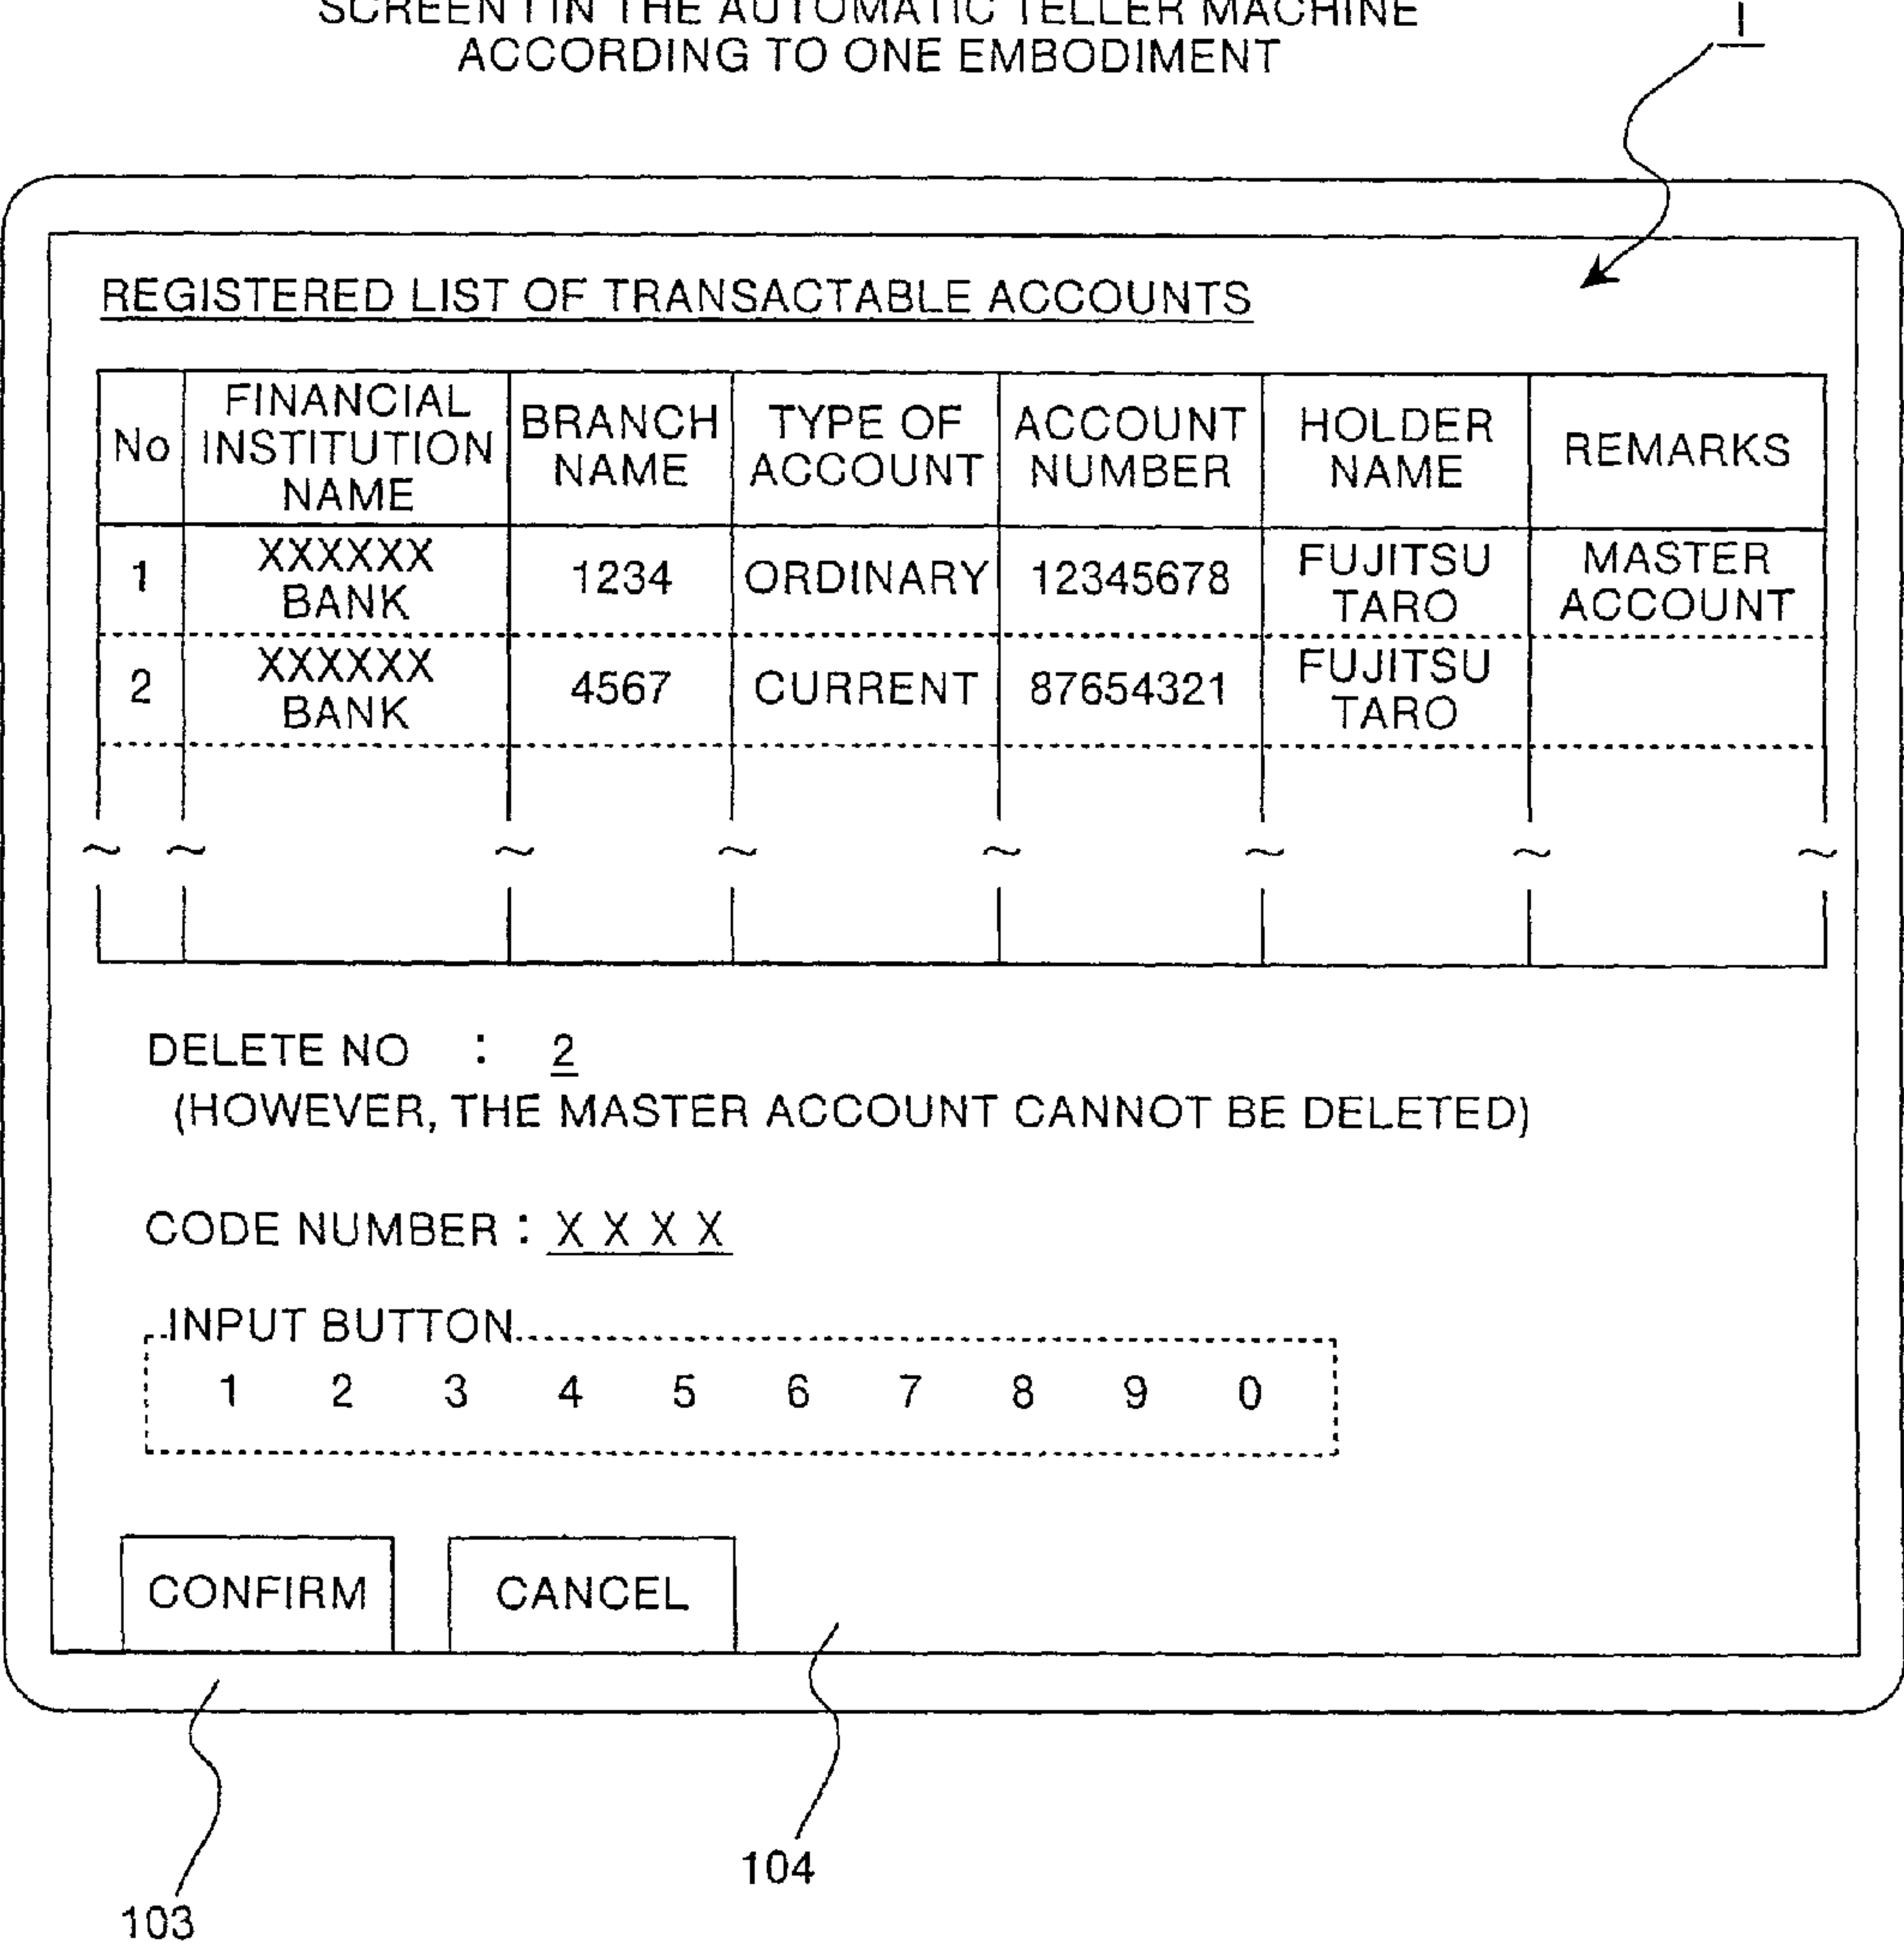 SCREEN I IN THE AUTOMATIC TELLER MACHINE
ACCORDING TO ONE EMBODIMENT
I
REGISTERED LIST OF TRANSACTABLE ACCOUNTS
No FINANCIAL INSTITUTION NAME BRANCH NAME TYPE OF ACCOUNT ACCOUNT NUMBER HOLDER NAME REMARKS
1 XXXXXX BANK 1234 ORDINARY 12345678 FUJITSU TARO MASTER ACCOUNT
2 XXXXXX BANK 4567 CURRENT 87654321 FUJITSU TARO
~ ~ ~ ~ ~ ~ ~ ~
DELETE NO : 2
(HOWEVER, THE MASTER ACCOUNT CANNOT BE DELETED)
CODE NUMBER : X X X X
INPUT BUTTON
1 2 3 4 5 6 7 8 9 0
CONFIRM CANCEL
104
103